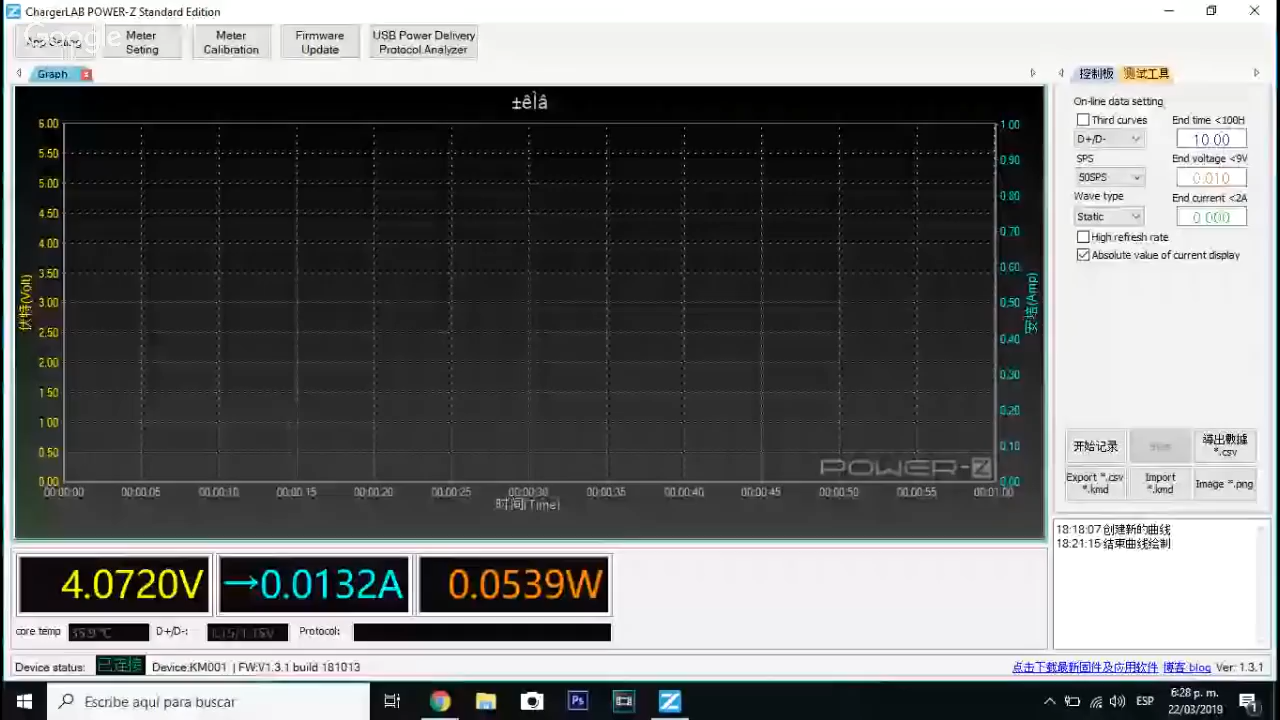 ChargerLAB POWER-Z Standard Edition
Google
Meter Seting
Meter Calibration
Firmware Update
USB Power Delivery Protocol Analyzer
Graph
控制板
测试工具
±êÌâ
6.00
5.50
5.00
4.50
4.00
3.50
3.00
2.50
2.00
1.50
1.00
0.50
0.00
伏特(Volt)
1.00
0.90
0.80
0.70
0.60
0.50
0.40
0.30
0.20
0.10
0.00
安培(Amp)
POWER-Z
00:00:00 00:00:05 00:00:10 00:00:15 00:00:20 00:00:25 00:00:30 00:00:35 00:00:40 00:00:45 00:00:50 00:00:55 00:01:00
时间(Time)
On-line data setting
Third curves
End time <100H
D+/D-
10.00
SPS
End voltage <9V
50SPS
0.010
Wave type
End current <2A
Static
0.000
High refresh rate
Absolute value of current display
开始记录
導出數據 *.csv
Export *.csv *.kmd
Import *.kmd
Image *.png
18:18:07 创建新的曲线
18:21:15 结束曲线绘制
4.0720V
→0.0132A
0.0539W
core temp
35.9 ℃
D+/D-:
Protocol:
Device status: 已连接 Device:KM001 | FW:V1.3.1 build 181013
点击下载最新固件及应用软件 博客:blog Ver: 1.3.1
Escribe aquí para buscar
Ps
ESP
6:28 p. m.
22/03/2019
1